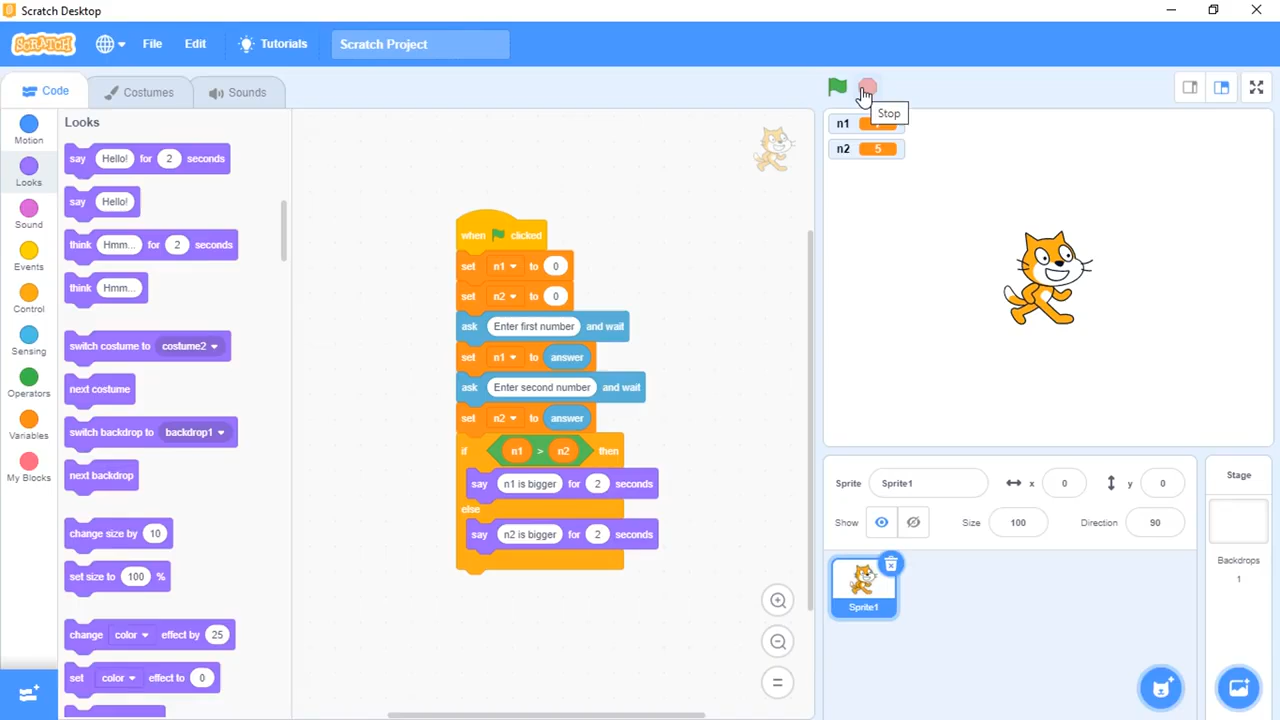 Scratch Desktop
SCRATCH
File Edit Tutorials Scratch Project
Code Costumes Sounds
Motion
Looks
Sound
Events
Control
Sensing
Operators
Variables
My Blocks
Looks
say Hello! for 2 seconds
say Hello!
think Hmm... for 2 seconds
think Hmm...
switch costume to costume2
next costume
switch backdrop to backdrop1
next backdrop
change size by 10
set size to 100 %
change color effect by 25
set color effect to 0
when clicked
set n1 to 0
set n2 to 0
ask Enter first number and wait
set n1 to answer
ask Enter second number and wait
set n2 to answer
if n1 > n2 then
say n1 is bigger for 2 seconds
else
say n2 is bigger for 2 seconds
Stop
n1
n2 5
Sprite Sprite1 x 0 y 0
Show Size 100 Direction 90
Sprite1
Stage
Backdrops
1